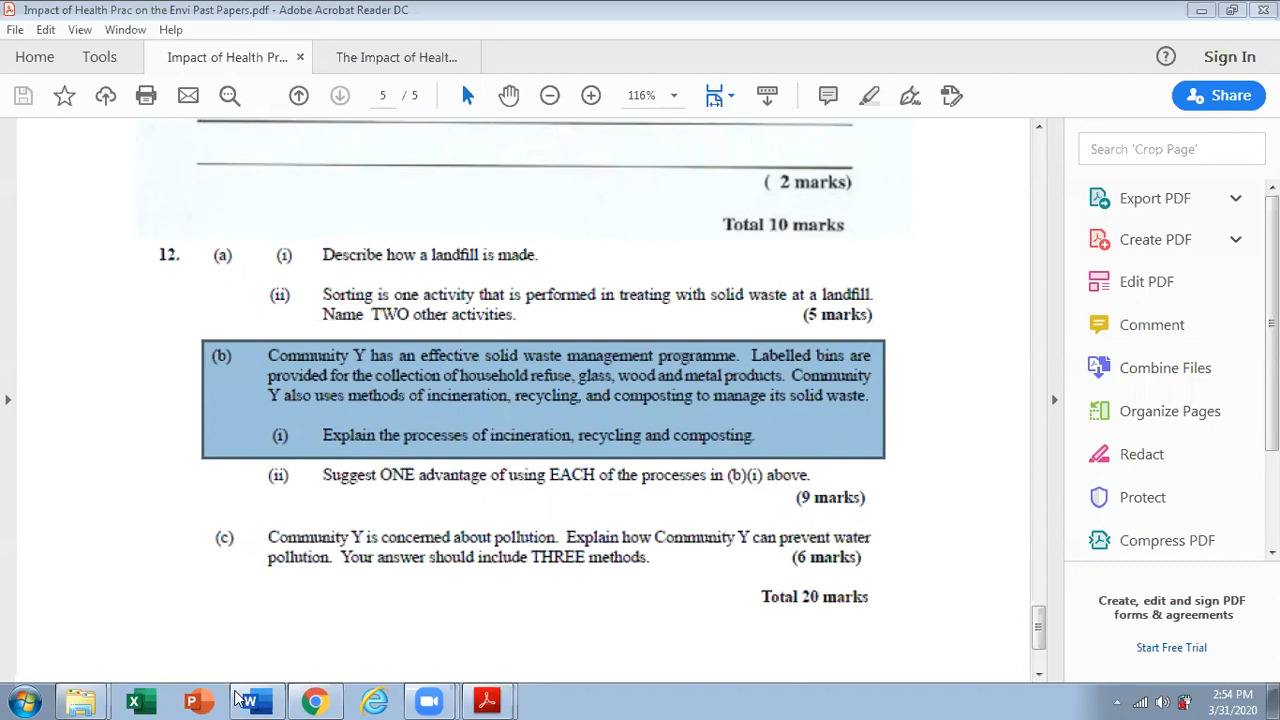 Impact of Health Prac on the Envi Past Papers.pdf - Adobe Acrobat Reader DC
File Edit View Window Help
Home Tools Impact of Health Pr... × The Impact of Healt... ? Sign In
5 / 5 116% Share
( 2 marks)
Total 10 marks
12. (a) (i) Describe how a landfill is made.
(ii) Sorting is one activity that is performed in treating with solid waste at a landfill.
Name TWO other activities. (5 marks)
(b) Community Y has an effective solid waste management programme. Labelled bins are
provided for the collection of household refuse, glass, wood and metal products. Community
Y also uses methods of incineration, recycling, and composting to manage its solid waste.
(i) Explain the processes of incineration, recycling and composting.
(ii) Suggest ONE advantage of using EACH of the processes in (b)(i) above.
(9 marks)
(c) Community Y is concerned about pollution. Explain how Community Y can prevent water
pollution. Your answer should include THREE methods. (6 marks)
Total 20 marks
Search 'Crop Page'
Export PDF
Create PDF
Edit PDF
Comment
Combine Files
Organize Pages
Redact
Protect
Compress PDF
Create, edit and sign PDF
forms & agreements
Start Free Trial
2:54 PM
3/31/2020